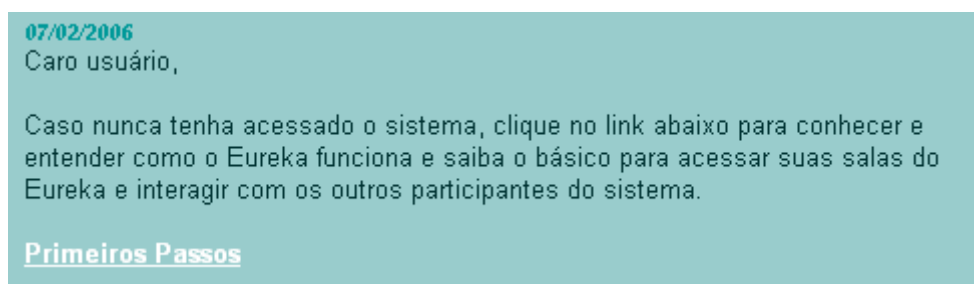 07/02/2006
Caro usuário,
Caso nunca tenha acessado o sistema, clique no link abaixo para conhecer e
entender como o Eureka funciona e saiba o básico para acessar suas salas do
Eureka e interagir com os outros participantes do sistema.
Primeiros Passos